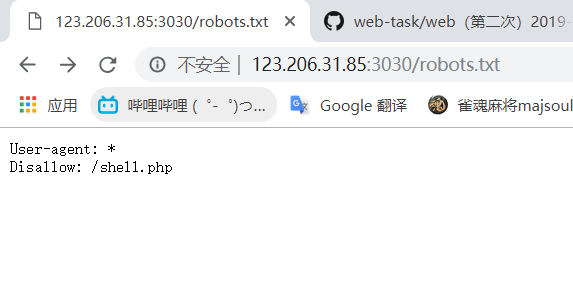 123.206.31.85:3030/robots.txt
web-task/web（第二次）2019-
不安全 | 123.206.31.85:3030/robots.txt
应用 哔哩哔哩 (゜-゜)つ... Google 翻译 雀魂麻将majsoul
User-agent: *
Disallow: /shell.php